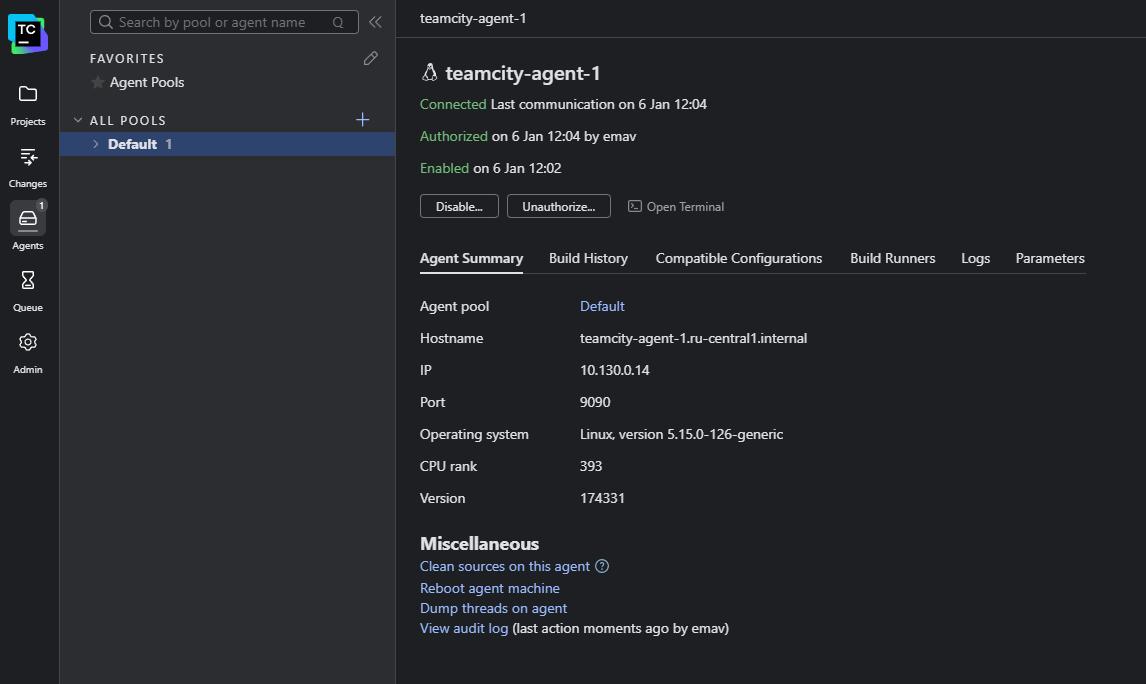 TC
Projects
Changes
1
Agents
Queue
Admin
Search by pool or agent name Q
FAVORITES
Agent Pools
ALL POOLS
Default 1
teamcity-agent-1
teamcity-agent-1
Connected Last communication on 6 Jan 12:04
Authorized on 6 Jan 12:04 by emav
Enabled on 6 Jan 12:02
Disable... Unauthorize... Open Terminal
Agent Summary Build History Compatible Configurations Build Runners Logs Parameters
Agent pool Default
Hostname teamcity-agent-1.ru-central1.internal
IP 10.130.0.14
Port 9090
Operating system Linux, version 5.15.0-126-generic
CPU rank 393
Version 174331
Miscellaneous
Clean sources on this agent ?
Reboot agent machine
Dump threads on agent
View audit log (last action moments ago by emav)